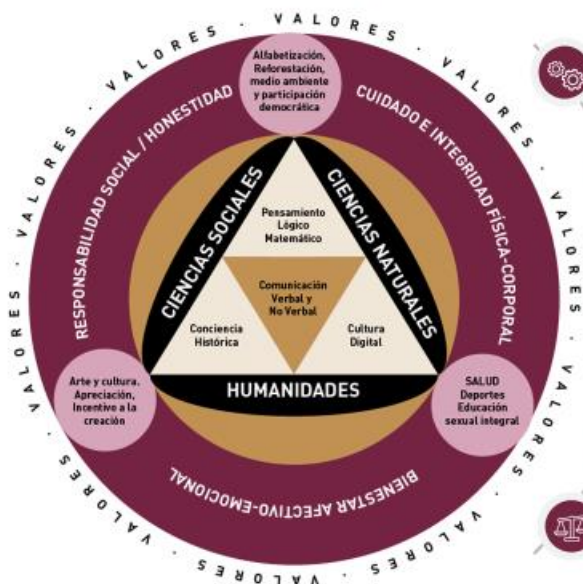 VALORES · VALORES · VALORES · VALORES · VALORES · VALORES · VALORES · VALORES · VALORES · VALORES · VALORES ·
Alfabetización,
Reforestación,
medio ambiente
y participación
democrática
RESPONSABILIDAD SOCIAL / HONESTIDAD
CUIDADO E INTEGRIDAD FÍSICA-CORPORAL
CIENCIAS SOCIALES
CIENCIAS NATURALES
Pensamiento
Lógico
Matemático
Comunicación
Verbal y
No Verbal
Conciencia
Histórica
Cultura
Digital
HUMANIDADES
Arte y cultura,
Apreciación,
Incentivo a la
creación
SALUD
Deportes
Educación
sexual integral
BIENESTAR AFECTIVO-EMOCIONAL